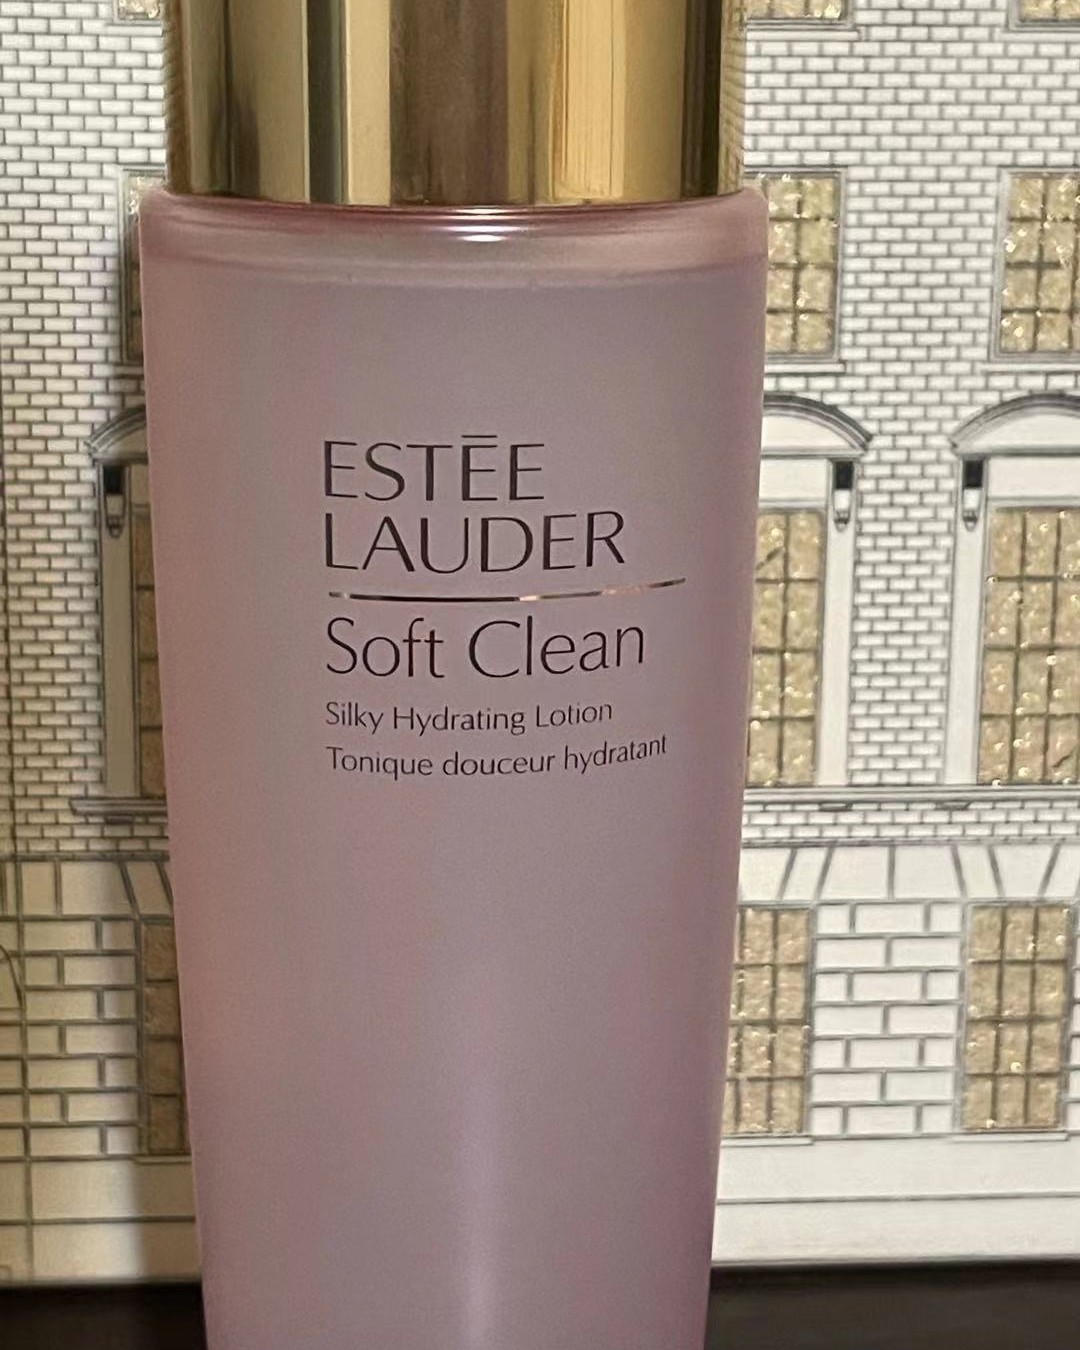 ESTĒE
LAUDER
Soft Clean
Silky Hydrating Lotion
Tonique douceur hydratant